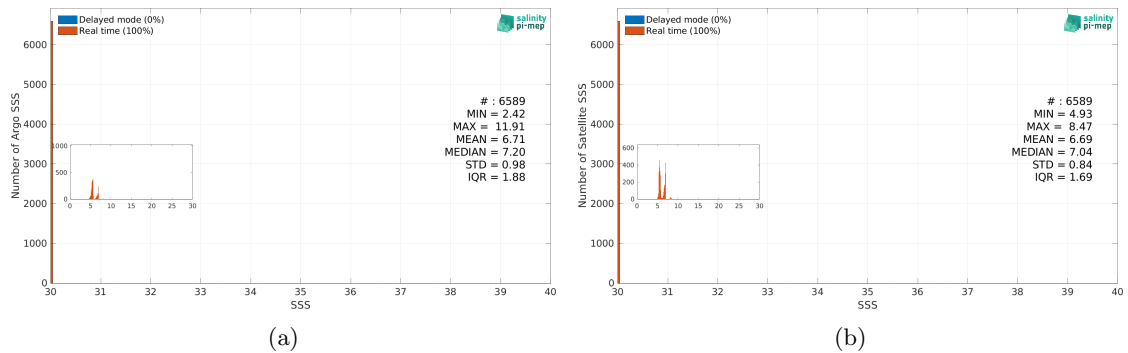 Delayed mode (0%)
Real time (100%)
salinity
pi-mep
Number of Argo SSS
6000
5000
4000
3000
2000
1000
0
# : 6589
MIN = 2.42
MAX = 11.91
MEAN = 6.71
MEDIAN = 7.20
STD = 0.98
IQR = 1.88
1000
500
0
0 5 10 15 20 25 30
30 31 32 33 34 35 36 37 38 39 40
SSS
(a)
Delayed mode (0%)
Real time (100%)
salinity
pi-mep
Number of Satellite SSS
6000
5000
4000
3000
2000
1000
0
# : 6589
MIN = 4.93
MAX = 8.47
MEAN = 6.69
MEDIAN = 7.04
STD = 0.84
IQR = 1.69
600
400
200
0
0 5 10 15 20 25 30
30 31 32 33 34 35 36 37 38 39 40
SSS
(b)